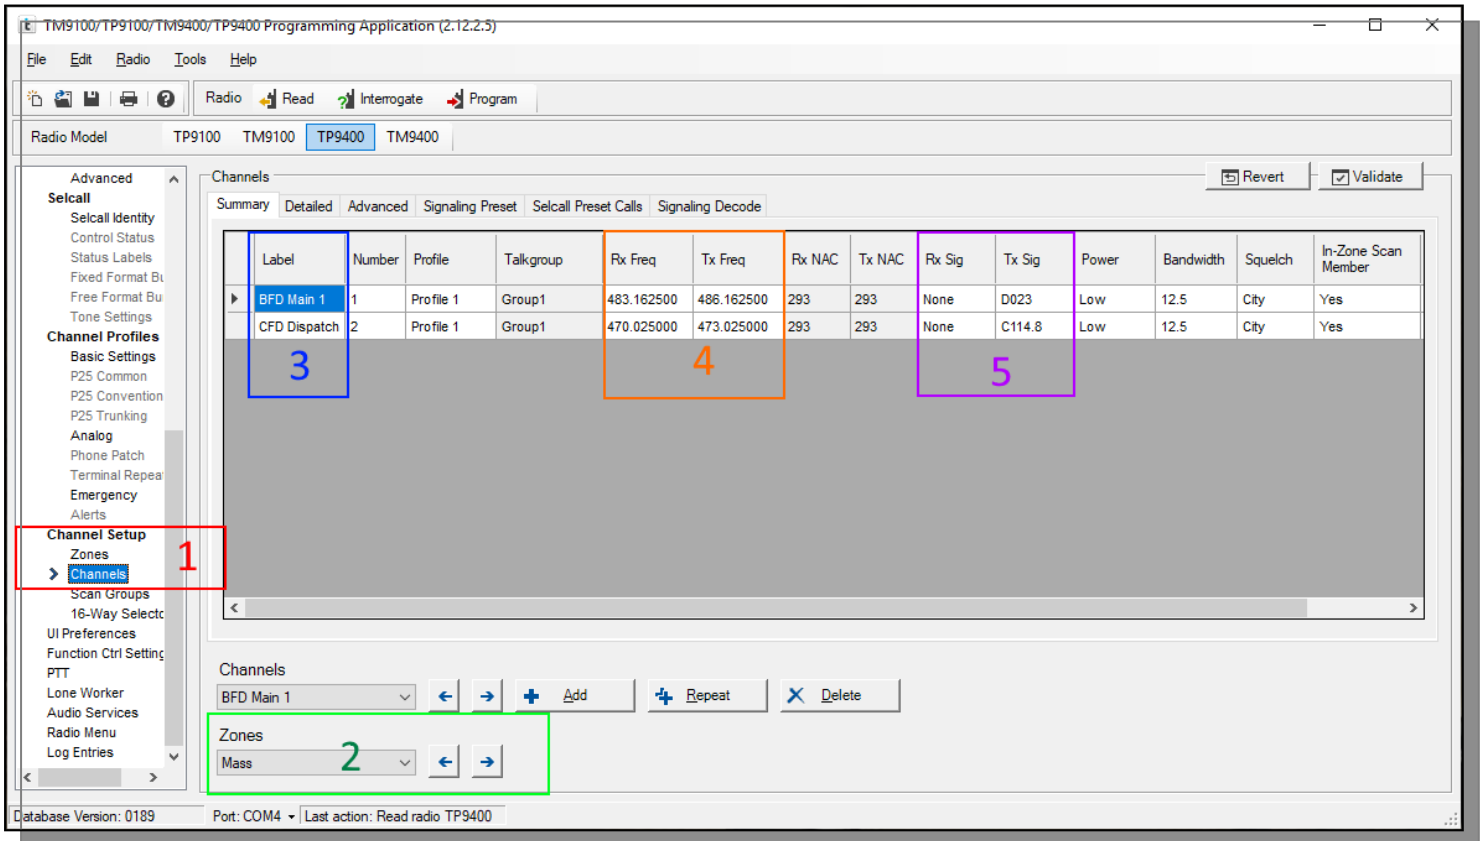 TM9100/TP9100/TM9400/TP9400 Programming Application (2.12.2.5)
File Edit Radio Tools Help
Radio Read Interrogate Program
Radio Model TP9100 TM9100 TP9400 TM9400
Advanced
Selcall
Selcall Identity
Control Status
Status Labels
Fixed Format Bu
Free Format Bu
Tone Settings
Channel Profiles
Basic Settings
P25 Common
P25 Convention
P25 Trunking
Analog
Phone Patch
Terminal Repea
Emergency
Alerts
Channel Setup
Zones
Channels
Scan Groups
16-Way Selecto
UI Preferences
Function Ctrl Setting
PTT
Lone Worker
Audio Services
Radio Menu
Log Entries
1
Channels
Revert Validate
Summary Detailed Advanced Signaling Preset Selcall Preset Calls Signaling Decode
Label Number Profile Talkgroup Rx Freq Tx Freq Rx NAC Tx NAC Rx Sig Tx Sig Power Bandwidth Squelch In-Zone Scan Member
BFD Main 1 1 Profile 1 Group1 483.162500 486.162500 293 293 None D023 Low 12.5 City Yes
CFD Dispatch 2 Profile 1 Group1 470.025000 473.025000 293 293 None C114.8 Low 12.5 City Yes
3 4 5
Channels
BFD Main 1 Add Repeat Delete
Zones
Mass 2
Database Version: 0189 Port: COM4 Last action: Read radio TP9400